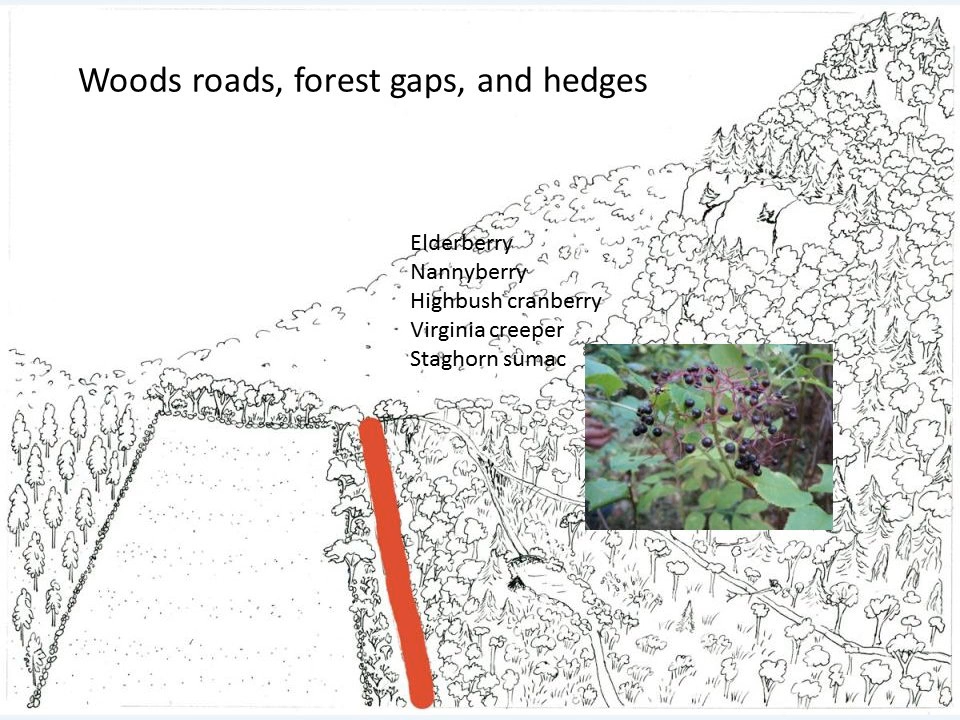 Woods roads, forest gaps, and hedges
Elderberry
Nannyberry
Highbush cranberry
Virginia creeper
Staghorn sumac